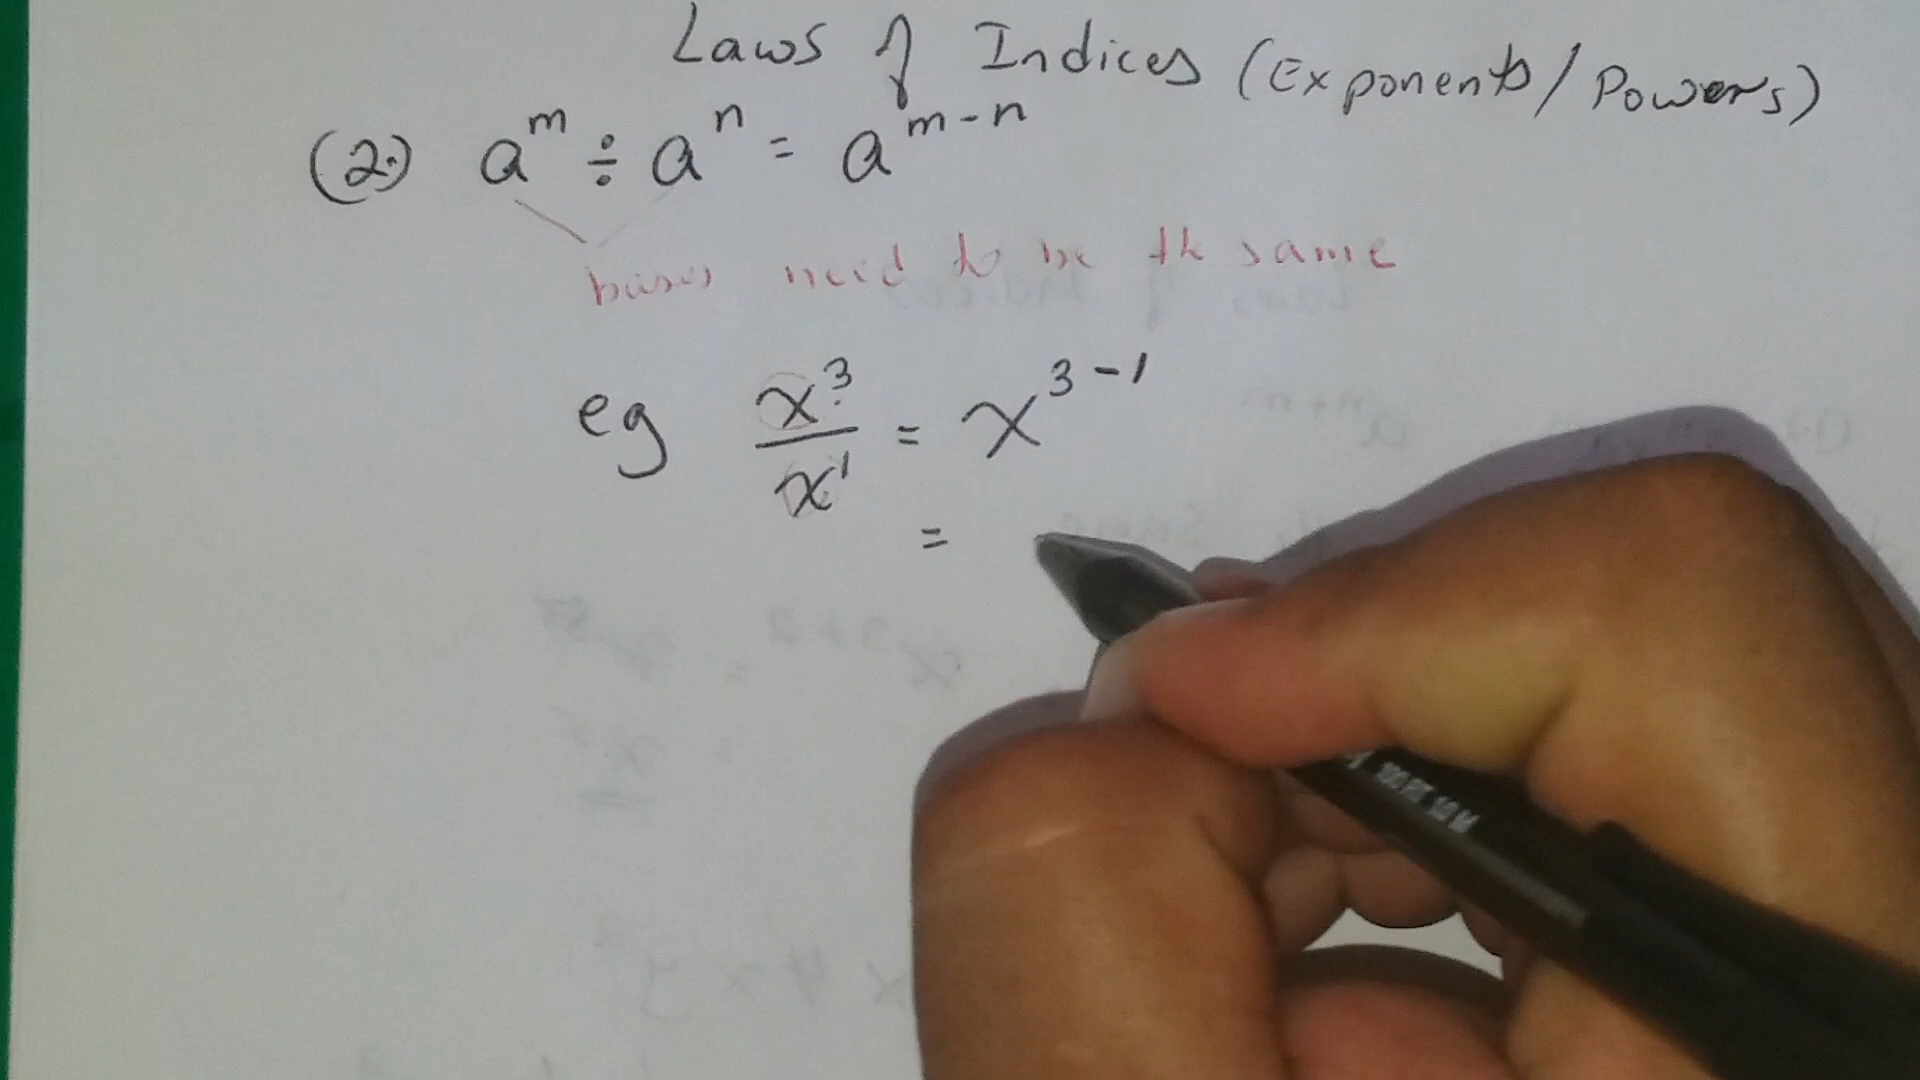 Laws of Indices (Exponents/Powers)
(2.) a^m ÷ a^n = a^m-n
bases need to be the same
eg x^3/x^1 = x^3-1
=